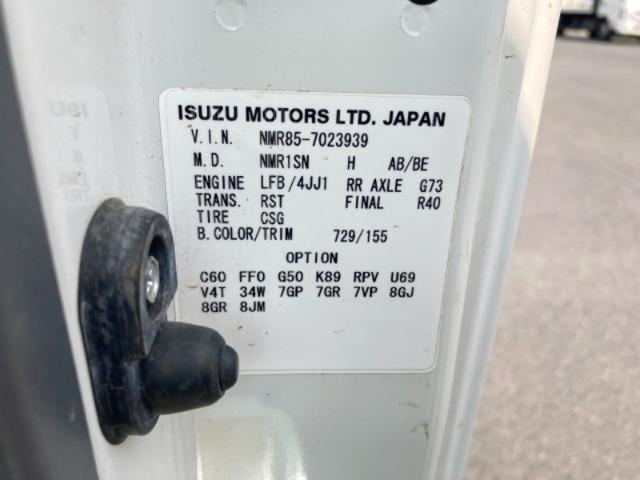 ISUZU MOTORS LTD. JAPAN
V.I.N. NMR85-7023939
M.D. NMR1SN H AB/BE
ENGINE LFB/4JJ1 RR AXLE G73
TRANS. RST FINAL R40
TIRE CSG
B.COLOR/TRIM 729/155
OPTION
C60 FF0 G50 K89 RPV U69
V4T 34W 7GP 7GR 7VP 8GJ
8GR 8JM